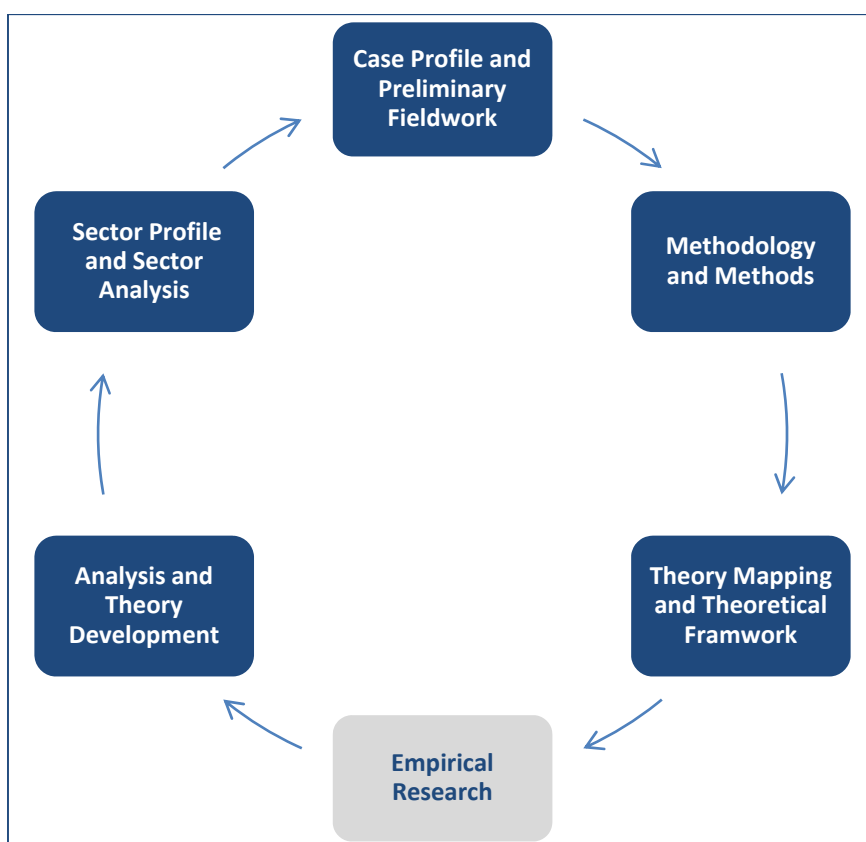 Case Profile and
Preliminary
Fieldwork
Methodology
and Methods
Theory Mapping
and Theoretical
Framwork
Empirical
Research
Analysis and
Theory
Development
Sector Profile
and Sector
Analysis